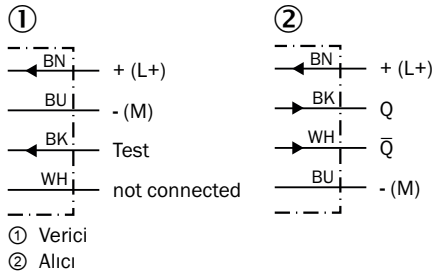 ①
BN + (L+)
BU - (M)
BK Test
WH not connected
②
BN + (L+)
BK Q
WH Q̅
BU - (M)
① Verici
② Alıcı